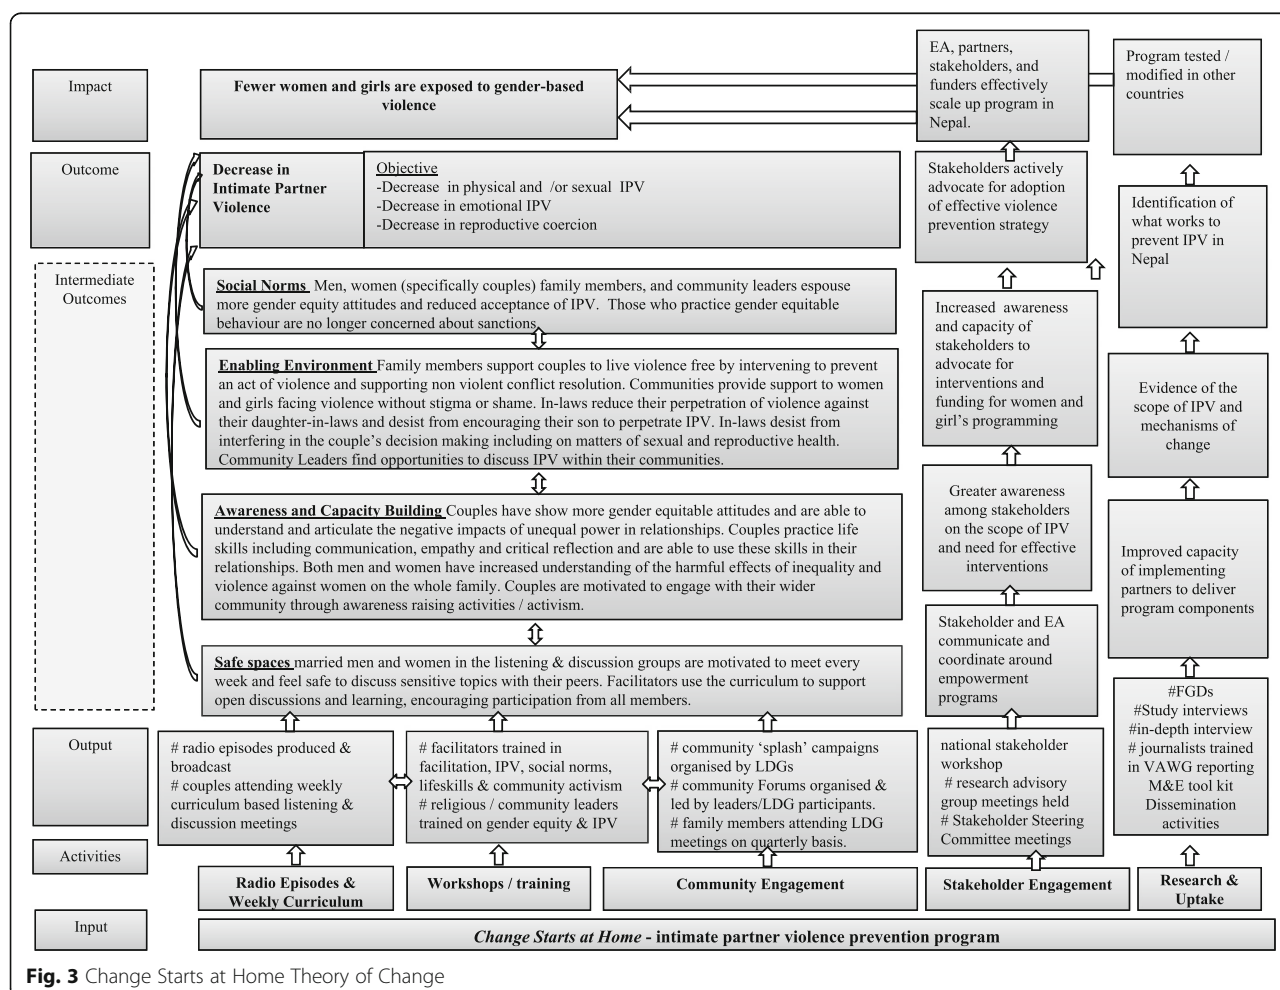 Impact
Fewer women and girls are exposed to gender-based
violence
EA, partners,
stakeholders, and
funders effectively
scale up program in
Nepal.
Program tested /
modified in other
countries
Outcome
Decrease in
Intimate Partner
Violence
Objective
-Decrease in physical and /or sexual IPV
-Decrease in emotional IPV
-Decrease in reproductive coercion
Stakeholders actively
advocate for adoption
of effective violence
prevention strategy
Identification of
what works to
prevent IPV in
Nepal
Intermediate
Outcomes
Social Norms Men, women (specifically couples) family members, and community leaders espouse
more gender equity attitudes and reduced acceptance of IPV. Those who practice gender equitable
behaviour are no longer concerned about sanctions.
Increased awareness
and capacity of
stakeholders to
advocate for
interventions and
funding for women and
girl's programming
Enabling Environment Family members support couples to live violence free by intervening to prevent
an act of violence and supporting non violent conflict resolution. Communities provide support to women
and girls facing violence without stigma or shame. In-laws reduce their perpetration of violence against
their daughter-in-laws and desist from encouraging their son to perpetrate IPV. In-laws desist from
interfering in the couple's decision making including on matters of sexual and reproductive health.
Community Leaders find opportunities to discuss IPV within their communities.
Evidence of the
scope of IPV and
mechanisms of
change
Awareness and Capacity Building Couples have show more gender equitable attitudes and are able to
understand and articulate the negative impacts of unequal power in relationships. Couples practice life
skills including communication, empathy and critical reflection and are able to use these skills in their
relationships. Both men and women have increased understanding of the harmful effects of inequality and
violence against women on the whole family. Couples are motivated to engage with their wider
community through awareness raising activities / activism.
Greater awareness
among stakeholders
on the scope of IPV
and need for effective
interventions
Improved capacity
of implementing
partners to deliver
program components
Safe spaces married men and women in the listening & discussion groups are motivated to meet every
week and feel safe to discuss sensitive topics with their peers. Facilitators use the curriculum to support
open discussions and learning, encouraging participation from all members.
Stakeholder and EA
communicate and
coordinate around
empowerment
programs
Output
# radio episodes produced &
broadcast
# couples attending weekly
curriculum based listening &
discussion meetings
# facilitators trained in
facilitation, IPV, social norms,
lifeskills & community activism
# religious / community leaders
trained on gender equity & IPV
# community 'splash' campaigns
organised by LDGs
# community Forums organised &
led by leaders/LDG participants.
# family members attending LDG
meetings on quarterly basis.
national stakeholder
workshop
# research advisory
group meetings held
# Stakeholder Steering
Committee meetings
#FGDs
#Study interviews
#in-depth interview
# journalists trained
in VAWG reporting
M&E tool kit
Dissemination
activities
Activities
Radio Episodes &
Weekly Curriculum
Workshops / training
Community Engagement
Stakeholder Engagement
Research &
Uptake
Input
Change Starts at Home - intimate partner violence prevention program
Fig. 3 Change Starts at Home Theory of Change